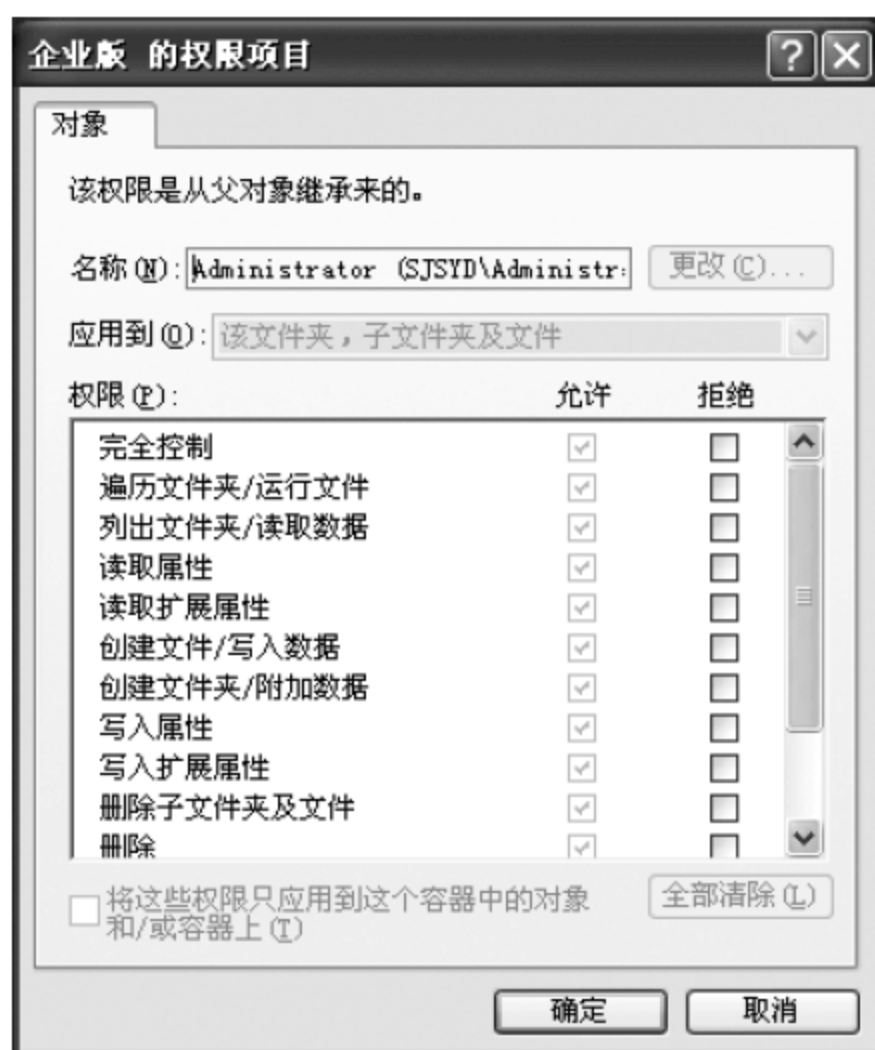 企业版 的权限项目
对象
该权限是从父对象继承来的。
名称(N): Administrator (SJSYD\Administr: 更改(C)...
应用到(O): 该文件夹，子文件夹及文件
权限(P): 允许 拒绝
完全控制
遍历文件夹/运行文件
列出文件夹/读取数据
读取属性
读取扩展属性
创建文件/写入数据
创建文件夹/附加数据
写入属性
写入扩展属性
删除子文件夹及文件
删除
将这些权限只应用到这个容器中的对象 全部清除(L)
和/或容器上(T)
确定 取消